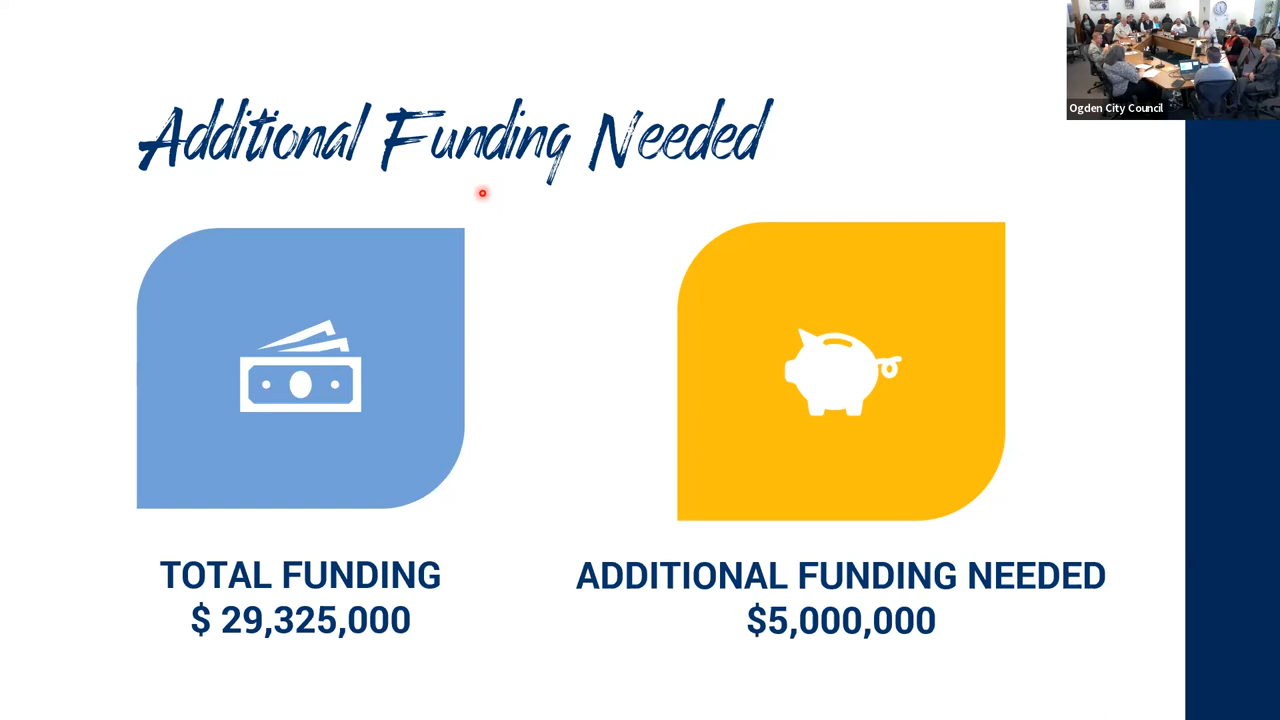 Ogden City Council
Additional Funding Needed
TOTAL FUNDING
$ 29,325,000
ADDITIONAL FUNDING NEEDED
$5,000,000